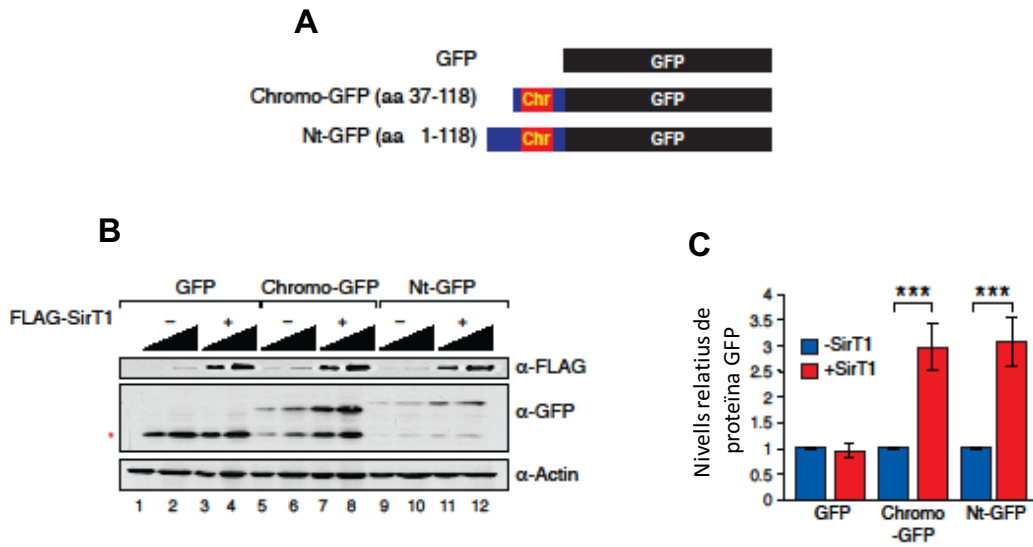 A
GFP
GFP
Chromo-GFP (aa 37-118)
Chr
GFP
Nt-GFP (aa 1-118)
Chr
GFP
B
GFP Chromo-GFP Nt-GFP
FLAG-SirT1 – + – + – +
α-FLAG
α-GFP
*
α-Actin
1 2 3 4 5 6 7 8 9 10 11 12
C
Nivells relatius de
proteïna GFP
4
3.5
3
2.5
2
1.5
1
0.5
0
*** ***
-SirT1
+SirT1
GFP Chromo Nt-GFP
-GFP